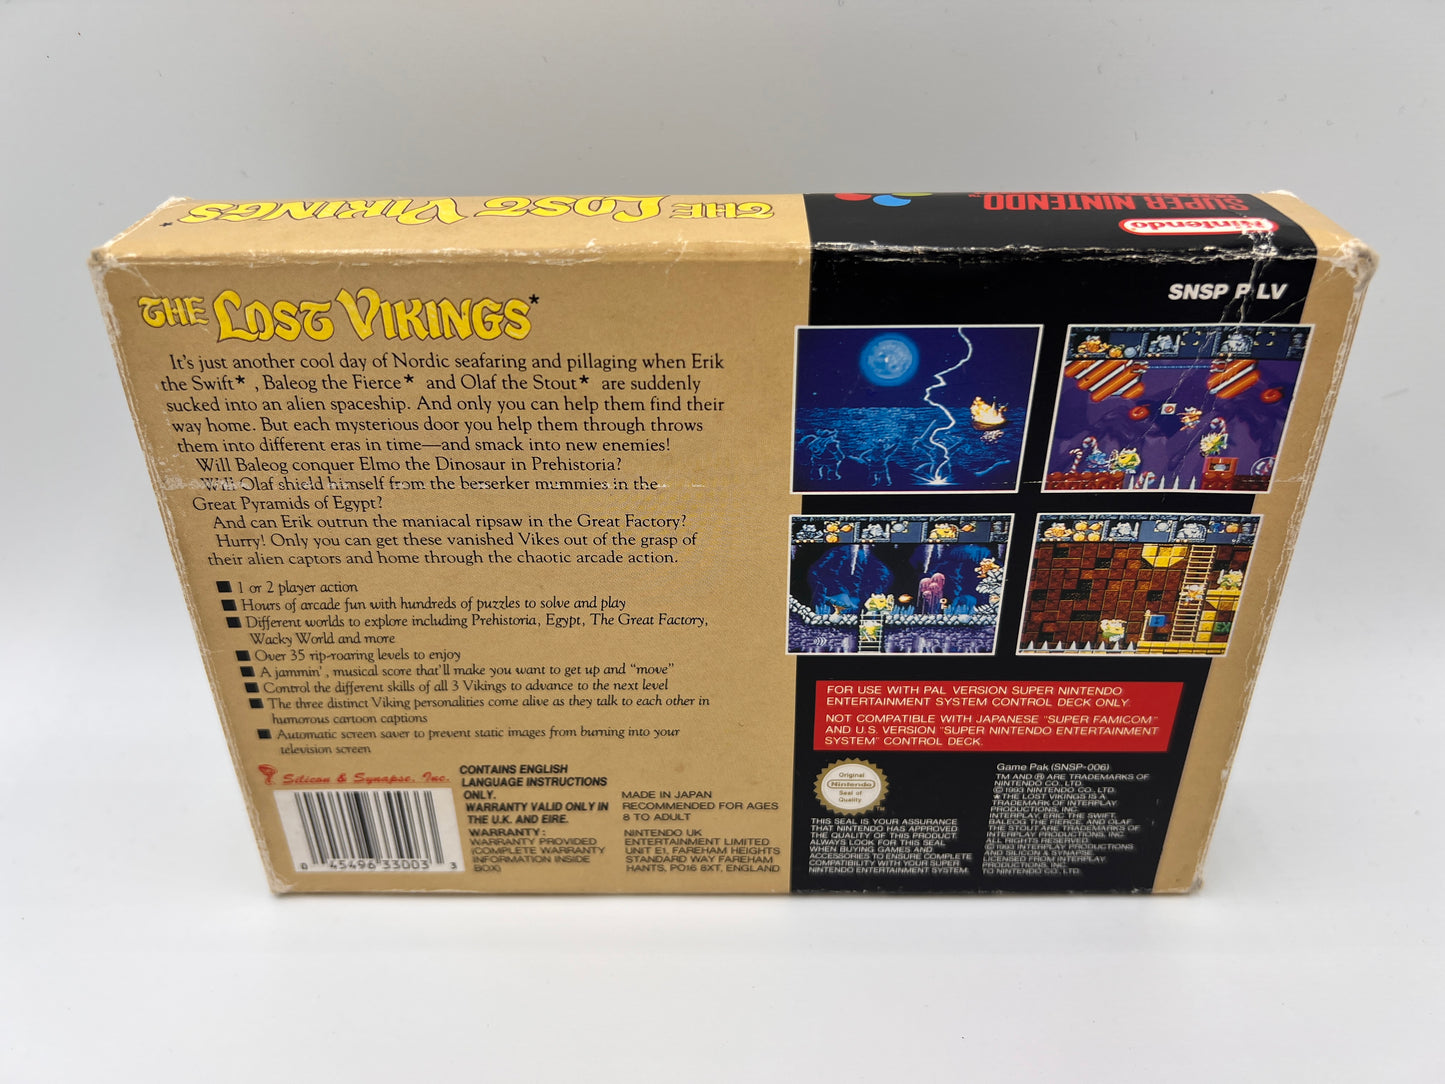 THE LOST VIKINGS*
SUPER NINTENDO
Nintendo
SNSP P LV
THE LOST VIKINGS*
It's just another cool day of Nordic seafaring and pillaging when Erik
the Swift* , Baleog the Fierce* and Olaf the Stout* are suddenly
sucked into an alien spaceship. And only you can help them find their
way home. But each mysterious door you help them through throws
them into different eras in time—and smack into new enemies!
Will Baleog conquer Elmo the Dinosaur in Prehistoria?
Will Olaf shield himself from the berserker mummies in the
Great Pyramids of Egypt?
And can Erik outrun the maniacal ripsaw in the Great Factory?
Hurry! Only you can get these vanished Vikes out of the grasp of
their alien captors and home through the chaotic arcade action.
■ 1 or 2 player action
■ Hours of arcade fun with hundreds of puzzles to solve and play
■ Different worlds to explore including Prehistoria, Egypt, The Great Factory,
Wacky World and more
■ Over 35 rip-roaring levels to enjoy
■ A jammin', musical score that'll make you want to get up and "move"
■ Control the different skills of all 3 Vikings to advance to the next level
■ The three distinct Viking personalities come alive as they talk to each other in
humorous cartoon captions
■ Automatic screen saver to prevent static images from burning into your
television screen
Silicon & Synapse, Inc.
0 45496 33003 3
CONTAINS ENGLISH
LANGUAGE INSTRUCTIONS
ONLY.
WARRANTY VALID ONLY IN
THE U.K. AND EIRE.
WARRANTY:
WARRANTY PROVIDED
(COMPLETE WARRANTY
INFORMATION INSIDE
BOX)
MADE IN JAPAN
RECOMMENDED FOR AGES
8 TO ADULT
NINTENDO UK
ENTERTAINMENT LIMITED
UNIT E1, FAREHAM HEIGHTS
STANDARD WAY FAREHAM
HANTS, PO16 8XT, ENGLAND
EX
FOR USE WITH PAL VERSION SUPER NINTENDO
ENTERTAINMENT SYSTEM CONTROL DECK ONLY.
NOT COMPATIBLE WITH JAPANESE "SUPER FAMICOM"
AND U.S. VERSION "SUPER NINTENDO ENTERTAINMENT
SYSTEM" CONTROL DECK.
Original
Nintendo
Seal of
Quality
TM
THIS SEAL IS YOUR ASSURANCE
THAT NINTENDO HAS APPROVED
THE QUALITY OF THIS PRODUCT.
ALWAYS LOOK FOR THIS SEAL
WHEN BUYING GAMES AND
ACCESSORIES TO ENSURE COMPLETE
COMPATIBILITY WITH YOUR SUPER
NINTENDO ENTERTAINMENT SYSTEM.
Game Pak (SNSP-006)
TM AND ® ARE TRADEMARKS OF
NINTENDO CO., LTD.
© 1993 NINTENDO CO., LTD.
* THE LOST VIKINGS IS A
TRADEMARK OF INTERPLAY
PRODUCTIONS, INC.
INTERPLAY, ERIC THE SWIFT,
BALEOG THE FIERCE, AND OLAF
THE STOUT ARE TRADEMARKS OF
INTERPLAY PRODUCTIONS, INC.
ALL RIGHTS RESERVED.
© 1993 INTERPLAY PRODUCTIONS
AND SILICON & SYNAPSE.
LICENSED FROM INTERPLAY
PRODUCTIONS, INC.
TO NINTENDO CO., LTD.